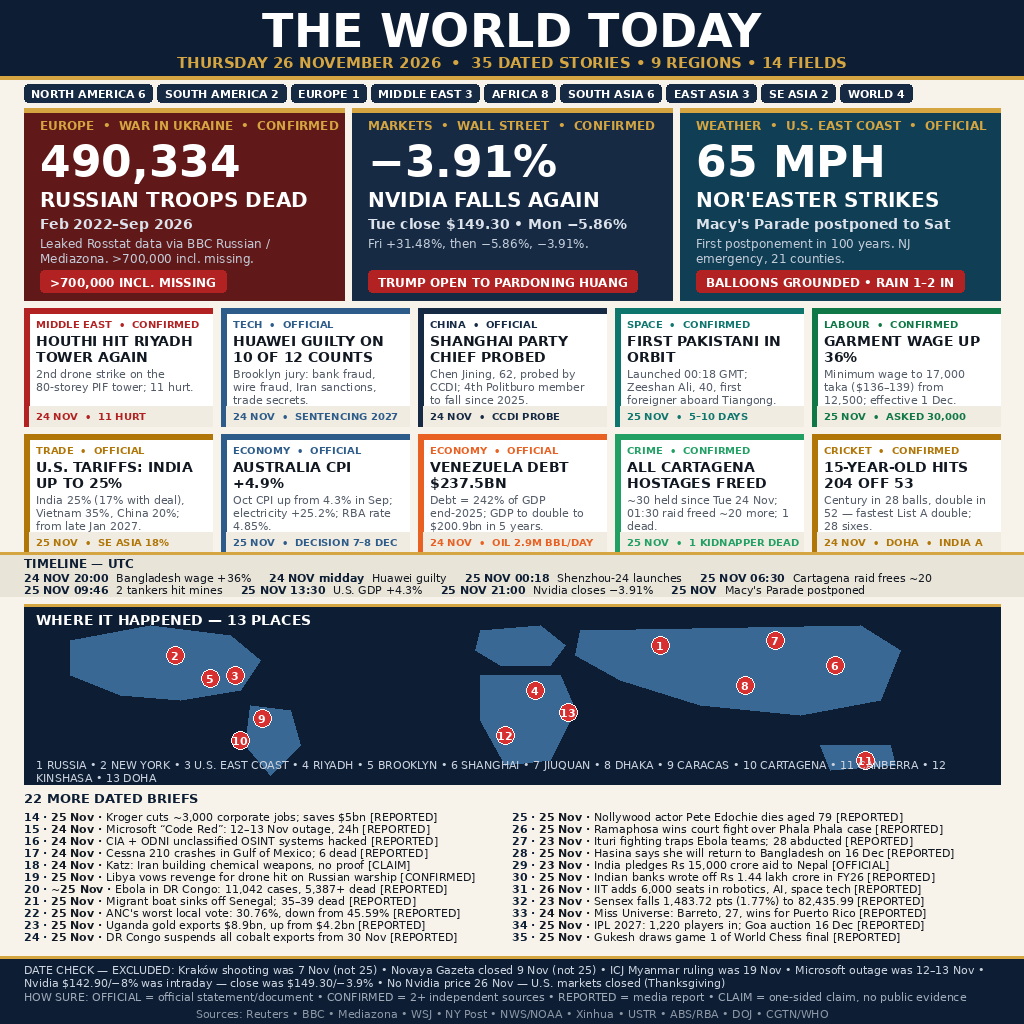 THE WORLD TODAY
THURSDAY 26 NOVEMBER 2026 • 35 DATED STORIES • 9 REGIONS • 14 FIELDS
NORTH AMERICA 6 SOUTH AMERICA 2 EUROPE 1 MIDDLE EAST 3 AFRICA 8 SOUTH ASIA 6 EAST ASIA 3 SE ASIA 2 WORLD 4
EUROPE • WAR IN UKRAINE • CONFIRMED
490,334
RUSSIAN TROOPS DEAD
Feb 2022–Sep 2026
Leaked Rosstat data via BBC Russian /
Mediazona. >700,000 incl. missing.
>700,000 INCL. MISSING
MARKETS • WALL STREET • CONFIRMED
−3.91%
NVIDIA FALLS AGAIN
Tue close $149.30 • Mon −5.86%
Fri +31.48%, then −5.86%, −3.91%.
TRUMP OPEN TO PARDONING HUANG
WEATHER • U.S. EAST COAST • OFFICIAL
65 MPH
NOR'EASTER STRIKES
Macy's Parade postponed to Sat
First postponement in 100 years. NJ
emergency, 21 counties.
BALLOONS GROUNDED • RAIN 1–2 IN
MIDDLE EAST • CONFIRMED
HOUTHI HIT RIYADH
TOWER AGAIN
2nd drone strike on the
80-storey PIF tower; 11 hurt.
24 NOV • 11 HURT
TECH • OFFICIAL
HUAWEI GUILTY ON
10 OF 12 COUNTS
Brooklyn jury: bank fraud,
wire fraud, Iran sanctions,
trade secrets.
24 NOV • SENTENCING 2027
CHINA • OFFICIAL
SHANGHAI PARTY
CHIEF PROBED
Chen Jining, 62, probed by
CCDI; 4th Politburo member
to fall since 2025.
24 NOV • CCDI PROBE
SPACE • CONFIRMED
FIRST PAKISTANI IN
ORBIT
Launched 00:18 GMT;
Zeeshan Ali, 40, first
foreigner aboard Tiangong.
25 NOV • 5–10 DAYS
LABOUR • CONFIRMED
GARMENT WAGE UP
36%
Minimum wage to 17,000
taka ($136–139) from
12,500; effective 1 Dec.
25 NOV • ASKED 30,000
TRADE • OFFICIAL
U.S. TARIFFS: INDIA
UP TO 25%
India 25% (17% with deal),
Vietnam 35%, China 20%;
from late Jan 2027.
25 NOV • SE ASIA 18%
ECONOMY • OFFICIAL
AUSTRALIA CPI
+4.9%
Oct CPI up from 4.3% in Sep;
electricity +25.2%; RBA rate
4.85%.
25 NOV • DECISION 7–8 DEC
ECONOMY • OFFICIAL
VENEZUELA DEBT
$237.5BN
Debt = 242% of GDP
end-2025; GDP to double to
$200.9bn in 5 years.
24 NOV • OIL 2.9M BBL/DAY
CRIME • CONFIRMED
ALL CARTAGENA
HOSTAGES FREED
~30 held since Tue 24 Nov;
01:30 raid freed ~20 more; 1
dead.
25 NOV • 1 KIDNAPPER DEAD
CRICKET • CONFIRMED
15-YEAR-OLD HITS
204 OFF 53
Century in 28 balls, double in
52 — fastest List A double;
28 sixes.
24 NOV • DOHA • INDIA A
TIMELINE — UTC
24 NOV 20:00 Bangladesh wage +36% 24 NOV midday Huawei guilty 25 NOV 00:18 Shenzhou-24 launches 25 NOV 06:30 Cartagena raid frees ~20
25 NOV 09:46 2 tankers hit mines 25 NOV 13:30 U.S. GDP +4.3% 25 NOV 21:00 Nvidia closes −3.91% 25 NOV Macy's Parade postponed
WHERE IT HAPPENED — 13 PLACES
2
5
3
9
10
4
13
12
1
7
6
8
11
1 RUSSIA • 2 NEW YORK • 3 U.S. EAST COAST • 4 RIYADH • 5 BROOKLYN • 6 SHANGHAI • 7 JIUQUAN • 8 DHAKA • 9 CARACAS • 10 CARTAGENA • 11 CANBERRA • 12
KINSHASA • 13 DOHA
22 MORE DATED BRIEFS
14 · 25 Nov · Kroger cuts ~3,000 corporate jobs; saves $5bn [REPORTED]
15 · 24 Nov · Microsoft “Code Red”: 12–13 Nov outage, 24h [REPORTED]
16 · 24 Nov · CIA + ODNI unclassified OSINT systems hacked [REPORTED]
17 · 24 Nov · Cessna 210 crashes in Gulf of Mexico; 6 dead [REPORTED]
18 · 24 Nov · Katz: Iran building chemical weapons, no proof [CLAIM]
19 · 25 Nov · Libya vows revenge for drone hit on Russian warship [CONFIRMED]
20 · ~25 Nov · Ebola in DR Congo: 11,042 cases, 5,387+ dead [REPORTED]
21 · 25 Nov · Migrant boat sinks off Senegal; 35–39 dead [REPORTED]
22 · 25 Nov · ANC's worst local vote: 30.76%, down from 45.59% [REPORTED]
23 · 25 Nov · Uganda gold exports $8.9bn, up from $4.2bn [REPORTED]
24 · 25 Nov · DR Congo suspends all cobalt exports from 30 Nov [REPORTED]
25 · 25 Nov · Nollywood actor Pete Edochie dies aged 79 [REPORTED]
26 · 25 Nov · Ramaphosa wins court fight over Phala Phala case [REPORTED]
27 · 23 Nov · Ituri fighting traps Ebola teams; 28 abducted [REPORTED]
28 · 25 Nov · Hasina says she will return to Bangladesh on 16 Dec [REPORTED]
29 · 23 Nov · India pledges Rs 15,000 crore aid to Nepal [OFFICIAL]
30 · 25 Nov · Indian banks wrote off Rs 1.44 lakh crore in FY26 [REPORTED]
31 · 26 Nov · IIT adds 6,000 seats in robotics, AI, space tech [REPORTED]
32 · 23 Nov · Sensex falls 1,483.72 pts (1.77%) to 82,435.99 [REPORTED]
33 · 24 Nov · Miss Universe: Barreto, 27, wins for Puerto Rico [REPORTED]
34 · 25 Nov · IPL 2027: 1,220 players in; Goa auction 16 Dec [REPORTED]
35 · 25 Nov · Gukesh draws game 1 of World Chess final [REPORTED]
DATE CHECK — EXCLUDED: Kraków shooting was 7 Nov (not 25) • Novaya Gazeta closed 9 Nov (not 25) • ICJ Myanmar ruling was 19 Nov • Microsoft outage was 12–13 Nov •
Nvidia $142.90/−8% was intraday — close was $149.30/−3.9% • No Nvidia price 26 Nov — U.S. markets closed (Thanksgiving)
HOW SURE: OFFICIAL = official statement/document • CONFIRMED = 2+ independent sources • REPORTED = media report • CLAIM = one-sided claim, no public evidence
Sources: Reuters • BBC • Mediazona • WSJ • NY Post • NWS/NOAA • Xinhua • USTR • ABS/RBA • DOJ • CGTN/WHO